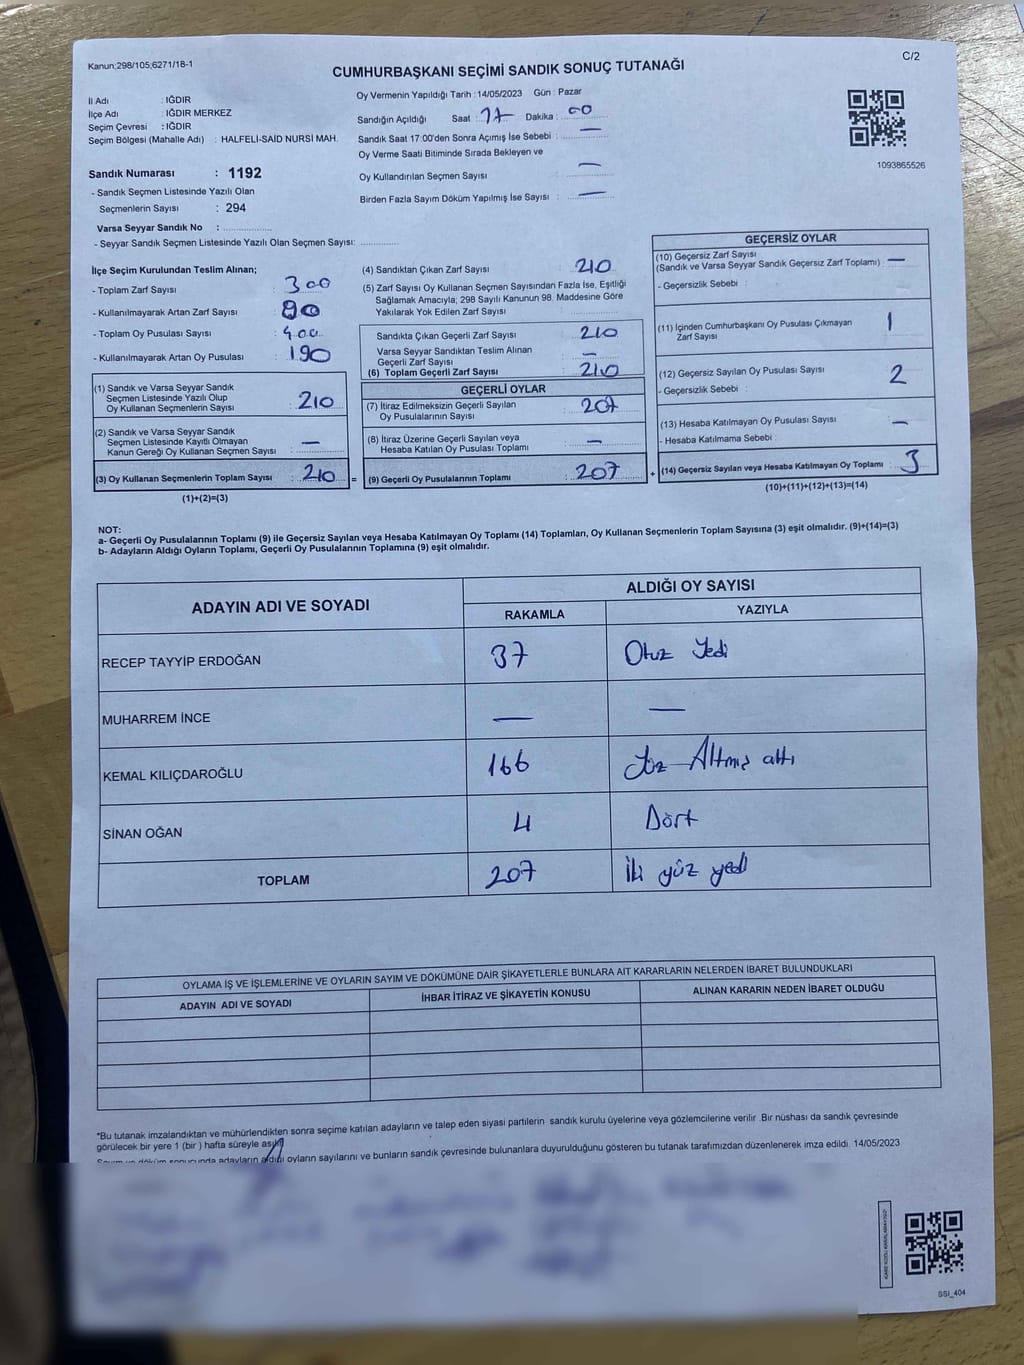 Kanun;298/105;6271/18-1
C/2
CUMHURBAŞKANI SEÇİMİ SANDIK SONUÇ TUTANAĞI
İl Adı : IĞDIR
İlçe Adı : IĞDIR MERKEZ
Seçim Çevresi : IĞDIR
Seçim Bölgesi (Mahalle Adı) : HALFELİ-SAİD NURSİ MAH.
Sandık Numarası : 1192
- Sandık Seçmen Listesinde Yazılı Olan
Seçmenlerin Sayısı : 294
Varsa Seyyar Sandık No :
- Seyyar Sandık Seçmen Listesinde Yazılı Olan Seçmen Sayısı:
Oy Vermenin Yapıldığı Tarih : 14/05/2023 Gün : Pazar
Sandığın Açıldığı Saat : 17 Dakika : 00
Sandık Saat 17:00'den Sonra Açımış İse Sebebi : —
Oy Verme Saati Bitiminde Sırada Bekleyen ve
Oy Kullandırılan Seçmen Sayısı : —
Birden Fazla Sayım Döküm Yapılmış İse Sayısı : —
1093865526
İlçe Seçim Kurulundan Teslim Alınan;
- Toplam Zarf Sayısı : 300
- Kullanılmayarak Artan Zarf Sayısı : 90
- Toplam Oy Pusulası Sayısı : 400
- Kullanılmayarak Artan Oy Pusulası : 190
(1) Sandık ve Varsa Seyyar Sandık
Seçmen Listesinde Yazılı Olup
Oy Kullanan Seçmenlerin Sayısı : 210
(2) Sandık ve Varsa Seyyar Sandık
Seçmen Listesinde Kayıtlı Olmayan
Kanun Gereği Oy Kullanan Seçmen Sayısı : —
(3) Oy Kullanan Seçmenlerin Toplam Sayısı : 210
(1)+(2)=(3)
(4) Sandıktan Çıkan Zarf Sayısı : 210
(5) Zarf Sayısı Oy Kullanan Seçmen Sayısından Fazla İse, Eşitliği
Sağlamak Amacıyla; 298 Sayılı Kanunun 98. Maddesine Göre
Yakılarak Yok Edilen Zarf Sayısı :
Sandıkta Çıkan Geçerli Zarf Sayısı : 210
Varsa Seyyar Sandıktan Teslim Alınan
Geçerli Zarf Sayısı : —
(6) Toplam Geçerli Zarf Sayısı : 210
GEÇERLİ OYLAR
(7) İtiraz Edilmeksizin Geçerli Sayılan
Oy Pusulalarının Sayısı : 207
(8) İtiraz Üzerine Geçerli Sayılan veya
Hesaba Katılan Oy Pusulası Toplamı : —
= (9) Geçerli Oy Pusulalarının Toplamı : 207
GEÇERSİZ OYLAR
(10) Geçersiz Zarf Sayısı
(Sandık ve Varsa Seyyar Sandık Geçersiz Zarf Toplamı) : —
- Geçersizlik Sebebi :
(11) İçinden Cumhurbaşkanı Oy Pusulası Çıkmayan
Zarf Sayısı : 1
(12) Geçersiz Sayılan Oy Pusulası Sayısı : 2
- Geçersizlik Sebebi :
(13) Hesaba Katılmayan Oy Pusulası Sayısı : —
- Hesaba Katılmama Sebebi :
+ (14) Geçersiz Sayılan veya Hesaba Katılmayan Oy Toplamı : 3
(10)+(11)+(12)+(13)=(14)
NOT:
a- Geçerli Oy Pusulalarının Toplamı (9) ile Geçersiz Sayılan veya Hesaba Katılmayan Oy Toplamı (14) Toplamları, Oy Kullanan Seçmenlerin Toplam Sayısına (3) eşit olmalıdır. (9)+(14)=(3)
b- Adayların Aldığı Oyların Toplamı, Geçerli Oy Pusulalarının Toplamına (9) eşit olmalıdır.
ADAYIN ADI VE SOYADI
ALDIĞI OY SAYISI
RAKAMLA YAZIYLA
RECEP TAYYİP ERDOĞAN 37 Otuz Yedi
MUHARREM İNCE — —
KEMAL KILIÇDAROĞLU 166 Yüz Altmış altı
SİNAN OĞAN 4 Dört
TOPLAM 207 İki yüz yedi
OYLAMA İŞ VE İŞLEMLERİNE VE OYLARIN SAYIM VE DÖKÜMÜNE DAİR ŞİKAYETLERLE BUNLARA AİT KARARLARIN NELERDEN İBARET BULUNDUKLARI
ADAYIN ADI VE SOYADI İHBAR İTİRAZ VE ŞİKAYETİN KONUSU ALINAN KARARIN NEDEN İBARET OLDUĞU
*Bu tutanak imzalandıktan ve mühürlendikten sonra seçime katılan adayların ve talep eden siyasi partilerin sandık kurulu üyelerine veya gözlemcilerine verilir .Bir nüshası da sandık çevresinde
görülecek bir yere 1 (bir ) hafta süreyle asılır
Sayım ve döküm sonucunda adayların aldığı oyların sayılarını ve bunların sandık çevresinde bulunanlara duyurulduğunu gösteren bu tutanak tarafımızdan düzenlenerek imza edildi. 14/05/2023
SSI_404